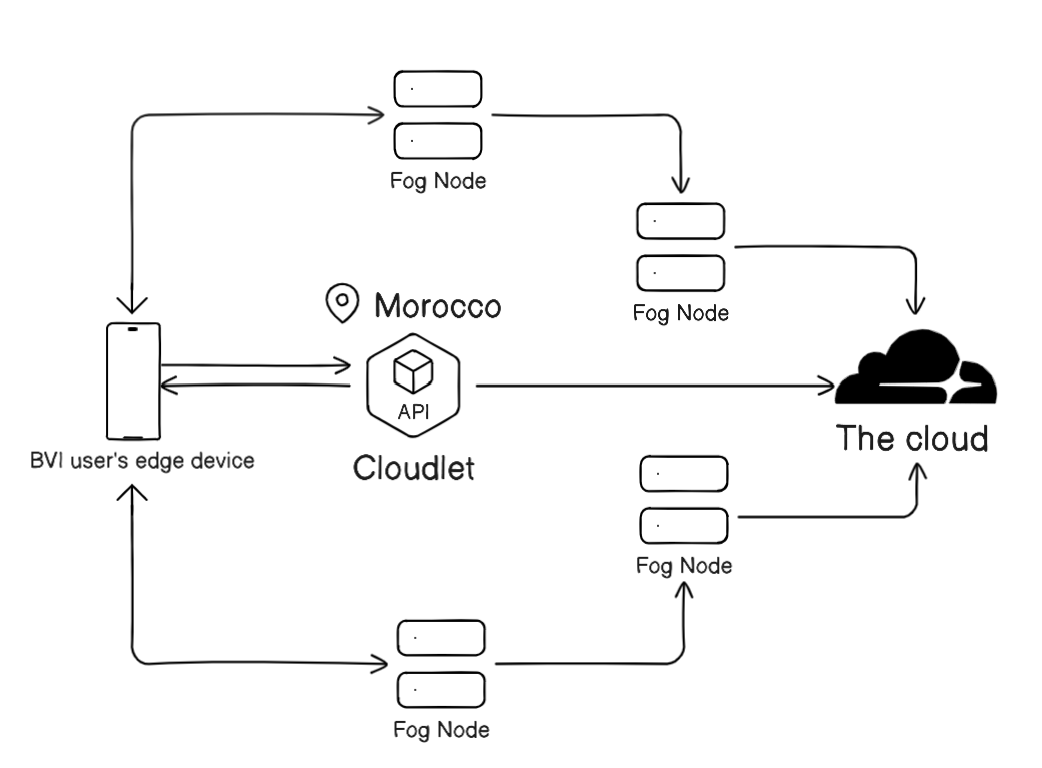 Fog Node
Morocco
Fog Node
API
The cloud
BVI user's edge device
Cloudlet
Fog Node
Fog Node